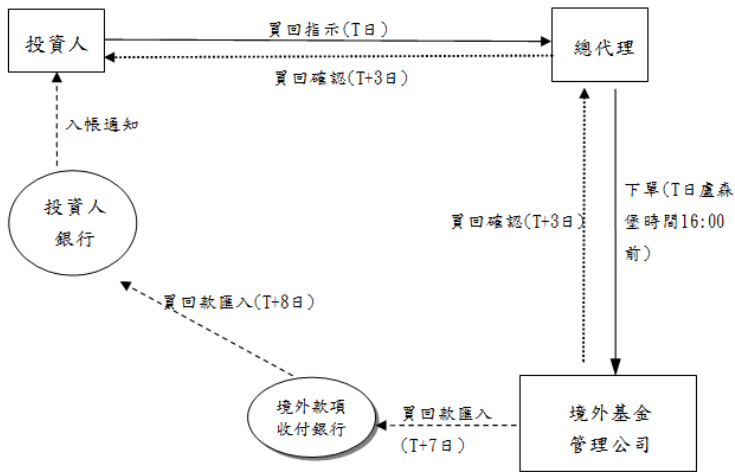 買回指示(T日)
投資人
總代理
買回確認(T+3日)
入帳通知
下單(T日盧森
堡時間16:00
前)
投資人
銀行
買回確認(T+3日)
買回款匯入(T+8日)
境外款項
收付銀行
買回款匯入
(T+7日)
境外基金
管理公司